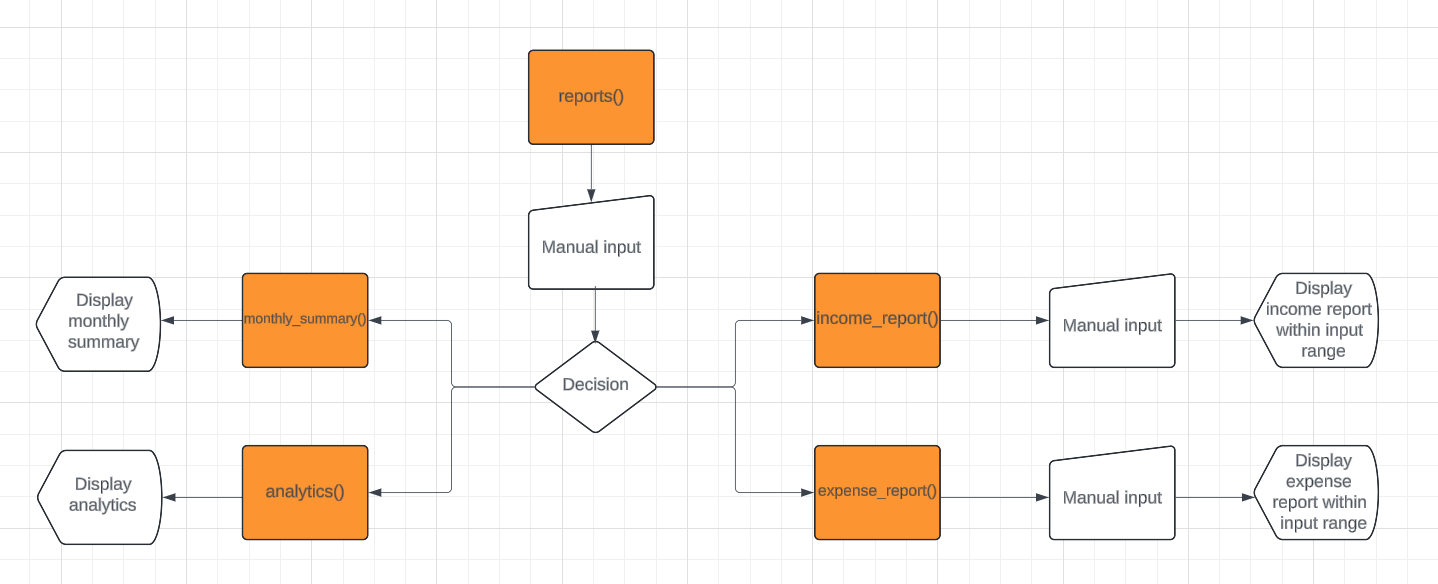 reports()
Manual input
Display
monthly
summary
monthly_summary()
income_report()
Manual input
Display
income report
within input
range
Decision
Display
analytics
analytics()
expense_report()
Manual input
Display
expense
report within
input range